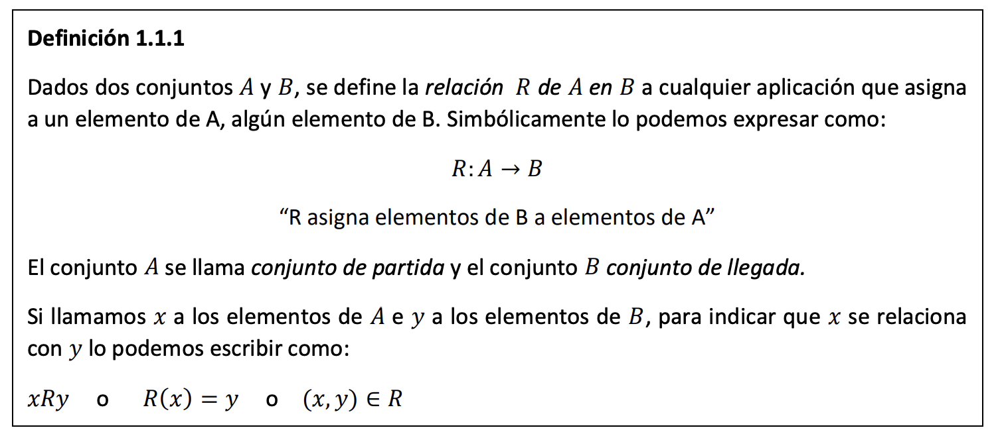 Definición 1.1.1
Dados dos conjuntos A y B, se define la relación R de A en B a cualquier aplicación que asigna
a un elemento de A, algún elemento de B. Simbólicamente lo podemos expresar como:
R: A → B
“R asigna elementos de B a elementos de A”
El conjunto A se llama conjunto de partida y el conjunto B conjunto de llegada.
Si llamamos x a los elementos de A e y a los elementos de B, para indicar que x se relaciona
con y lo podemos escribir como:
xRy o R(x) = y o (x, y) ∈ R